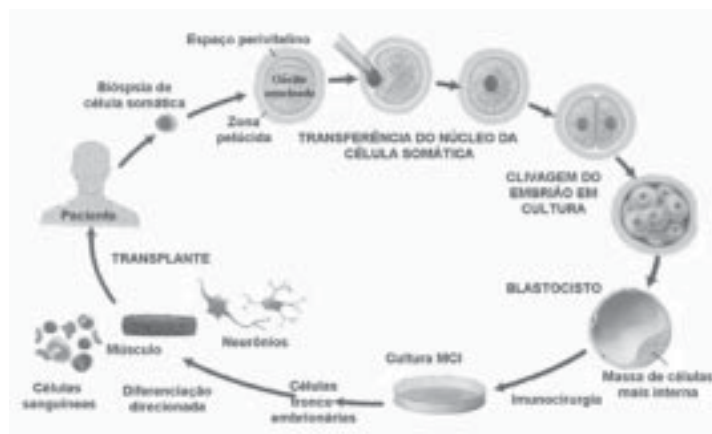 Espaço perivitelino
Biópsia de
célula somática
Oócito
enucleado
Zona
pelúcida
TRANSFERÊNCIA DO NÚCLEO DA
CÉLULA SOMÁTICA
CLIVAGEM DO
EMBRIÃO EM
CULTURA
Paciente
TRANSPLANTE
BLASTOCISTO
Neurônios
Músculo
Células
sanguíneas
Diferenciação
direcionada
Células
tronco
embrionárias
Cultura MCI
Imunocirurgia
Massa de células
mais interna